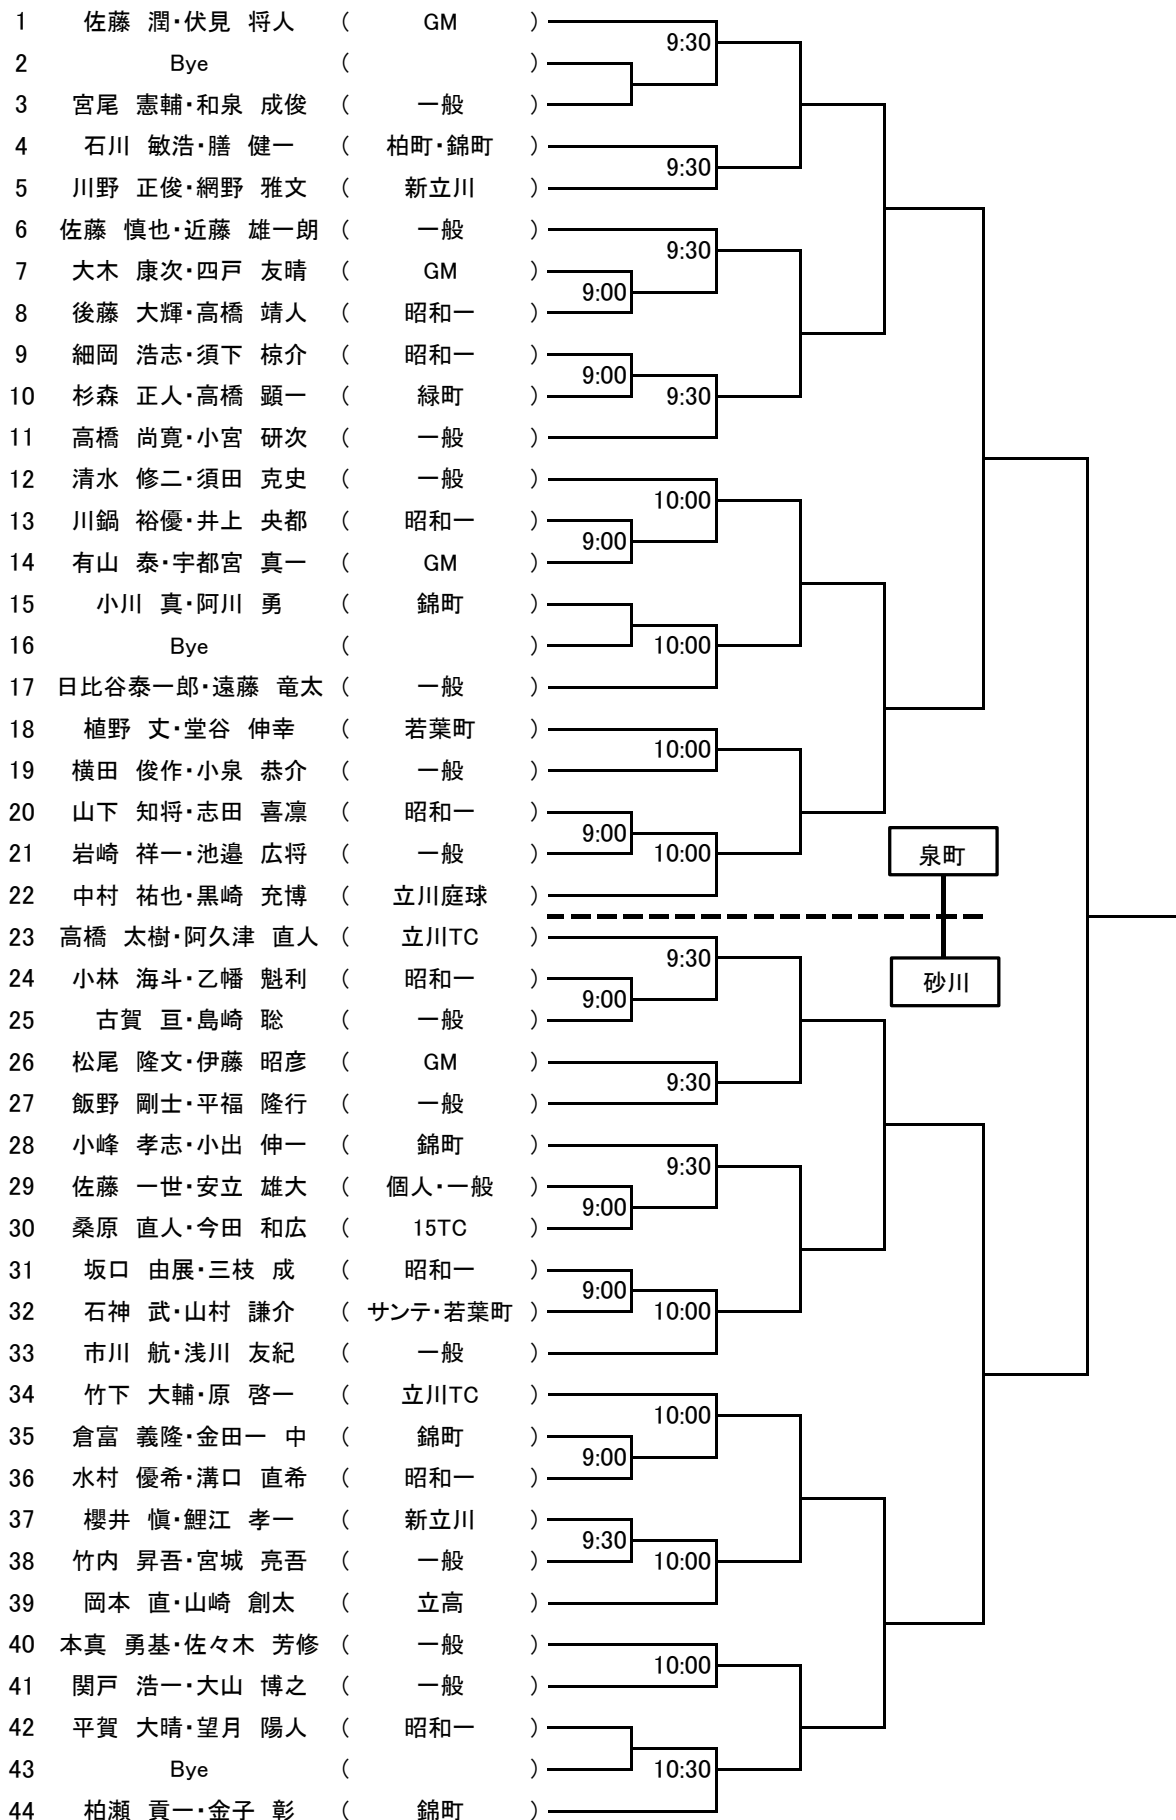 1 佐藤 潤・伏見 将人 ( GM ) 9:30
2 Bye ( )
3 宮尾 憲輔・和泉 成俊 ( 一般 )
4 石川 敏浩・膳 健一 ( 柏町・錦町 ) 9:30
5 川野 正俊・網野 雅文 ( 新立川 )
6 佐藤 慎也・近藤 雄一朗 ( 一般 ) 9:30
7 大木 康次・四戸 友晴 ( GM ) 9:00
8 後藤 大輝・高橋 靖人 ( 昭和一 )
9 細岡 浩志・須下 椋介 ( 昭和一 ) 9:00
10 杉森 正人・高橋 顕一 ( 緑町 ) 9:30
11 高橋 尚寛・小宮 研次 ( 一般 )
12 清水 修二・須田 克史 ( 一般 ) 10:00
13 川鍋 裕優・井上 央都 ( 昭和一 ) 9:00
14 有山 泰・宇都宮 真一 ( GM )
15 小川 真・阿川 勇 ( 錦町 )
16 Bye ( ) 10:00
17 日比谷泰一郎・遠藤 竜太 ( 一般 )
18 植野 丈・堂谷 伸幸 ( 若葉町 ) 10:00
19 横田 俊作・小泉 恭介 ( 一般 )
20 山下 知将・志田 喜凛 ( 昭和一 ) 9:00
21 岩崎 祥一・池邉 広将 ( 一般 ) 10:00 泉町
22 中村 祐也・黒崎 充博 ( 立川庭球 )
23 高橋 太樹・阿久津 直人 ( 立川TC ) 9:30
24 小林 海斗・乙幡 魁利 ( 昭和一 ) 9:00 砂川
25 古賀 亘・島崎 聡 ( 一般 )
26 松尾 隆文・伊藤 昭彦 ( GM ) 9:30
27 飯野 剛士・平福 隆行 ( 一般 )
28 小峰 孝志・小出 伸一 ( 錦町 ) 9:30
29 佐藤 一世・安立 雄大 ( 個人・一般 ) 9:00
30 桑原 直人・今田 和広 ( 15TC )
31 坂口 由展・三枝 成 ( 昭和一 ) 9:00
32 石神 武・山村 謙介 ( サンテ・若葉町 ) 10:00
33 市川 航・浅川 友紀 ( 一般 )
34 竹下 大輔・原 啓一 ( 立川TC ) 10:00
35 倉富 義隆・金田一 中 ( 錦町 ) 9:00
36 水村 優希・溝口 直希 ( 昭和一 )
37 櫻井 愼・鯉江 孝一 ( 新立川 ) 9:30
38 竹内 昇吾・宮城 亮吾 ( 一般 ) 10:00
39 岡本 直・山崎 創太 ( 立高 )
40 本真 勇基・佐々木 芳修 ( 一般 ) 10:00
41 関戸 浩一・大山 博之 ( 一般 )
42 平賀 大晴・望月 陽人 ( 昭和一 )
43 Bye ( ) 10:30
44 柏瀬 貢一・金子 彰 ( 錦町 )